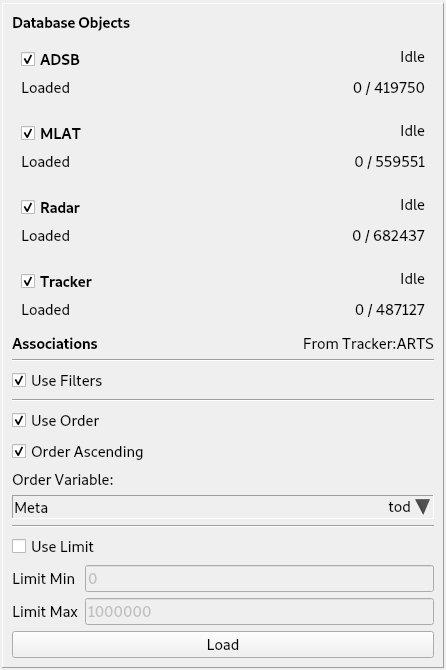 Database Objects
ADSB Idle
Loaded 0 / 419750
MLAT Idle
Loaded 0 / 559551
Radar Idle
Loaded 0 / 682437
Tracker Idle
Loaded 0 / 487127
Associations From Tracker:ARTS
Use Filters
Use Order
Order Ascending
Order Variable:
Meta tod
Use Limit
Limit Min 0
Limit Max 1000000
Load